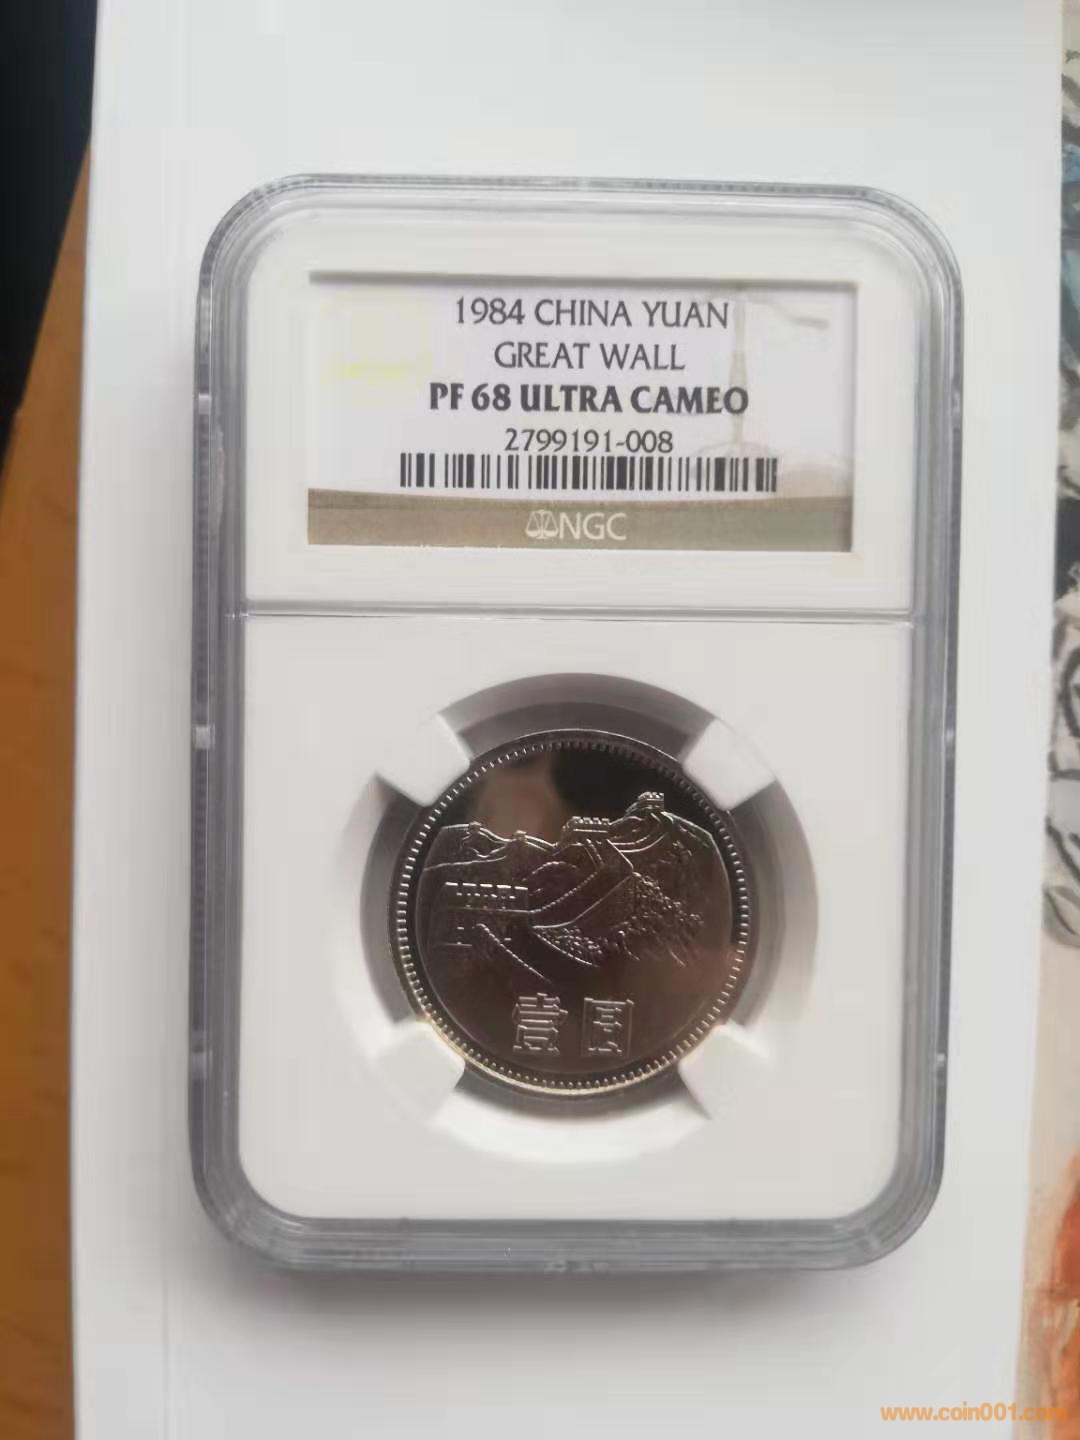 1984 CHINA YUAN
GREAT WALL
PF 68 ULTRA CAMEO
2799191-008
NGC
壹圆
www.coin001.com